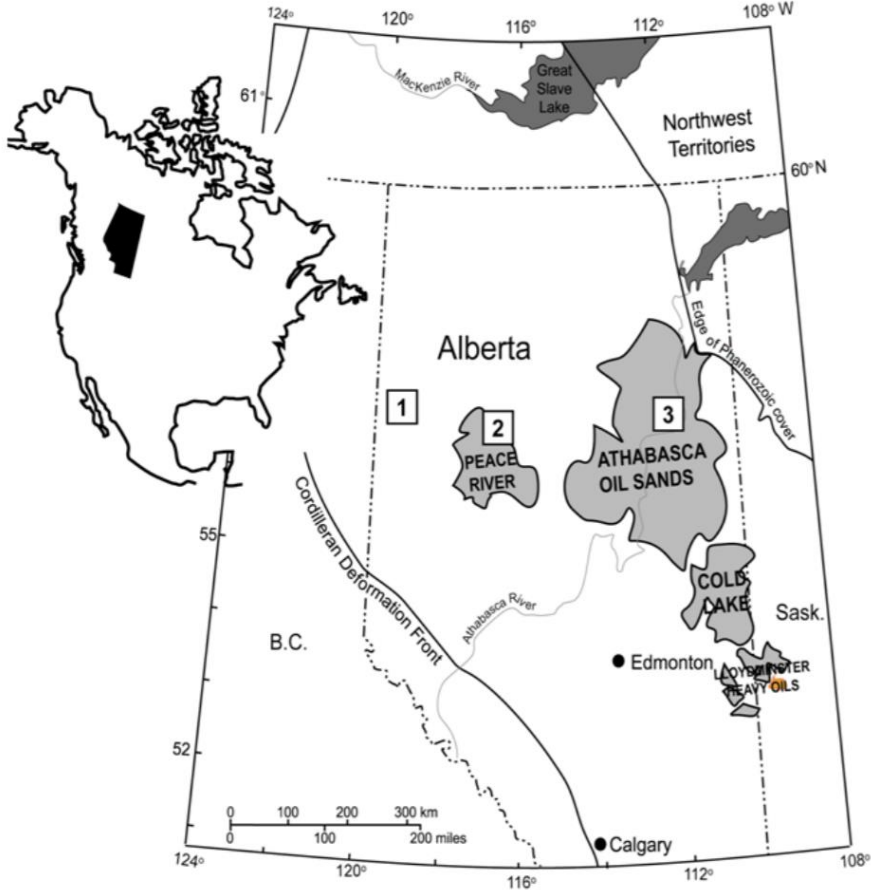 124°
120°
116°
112°
108° W
61°
MacKenzie River
Great
Slave
Lake
Northwest
Territories
60°N
Edge of Phanerozoic cover
Alberta
1
2
3
PEACE
RIVER
ATHABASCA
OIL SANDS
55
Cordilleran Deformation Front
COLD
LAKE
Athabasca River
Sask.
B.C.
Edmonton
LLOYDMINSTER
HEAVY OILS
52
0 100 200 300 km
0 100 200 miles
Calgary
124°
120°
116°
112°
108°